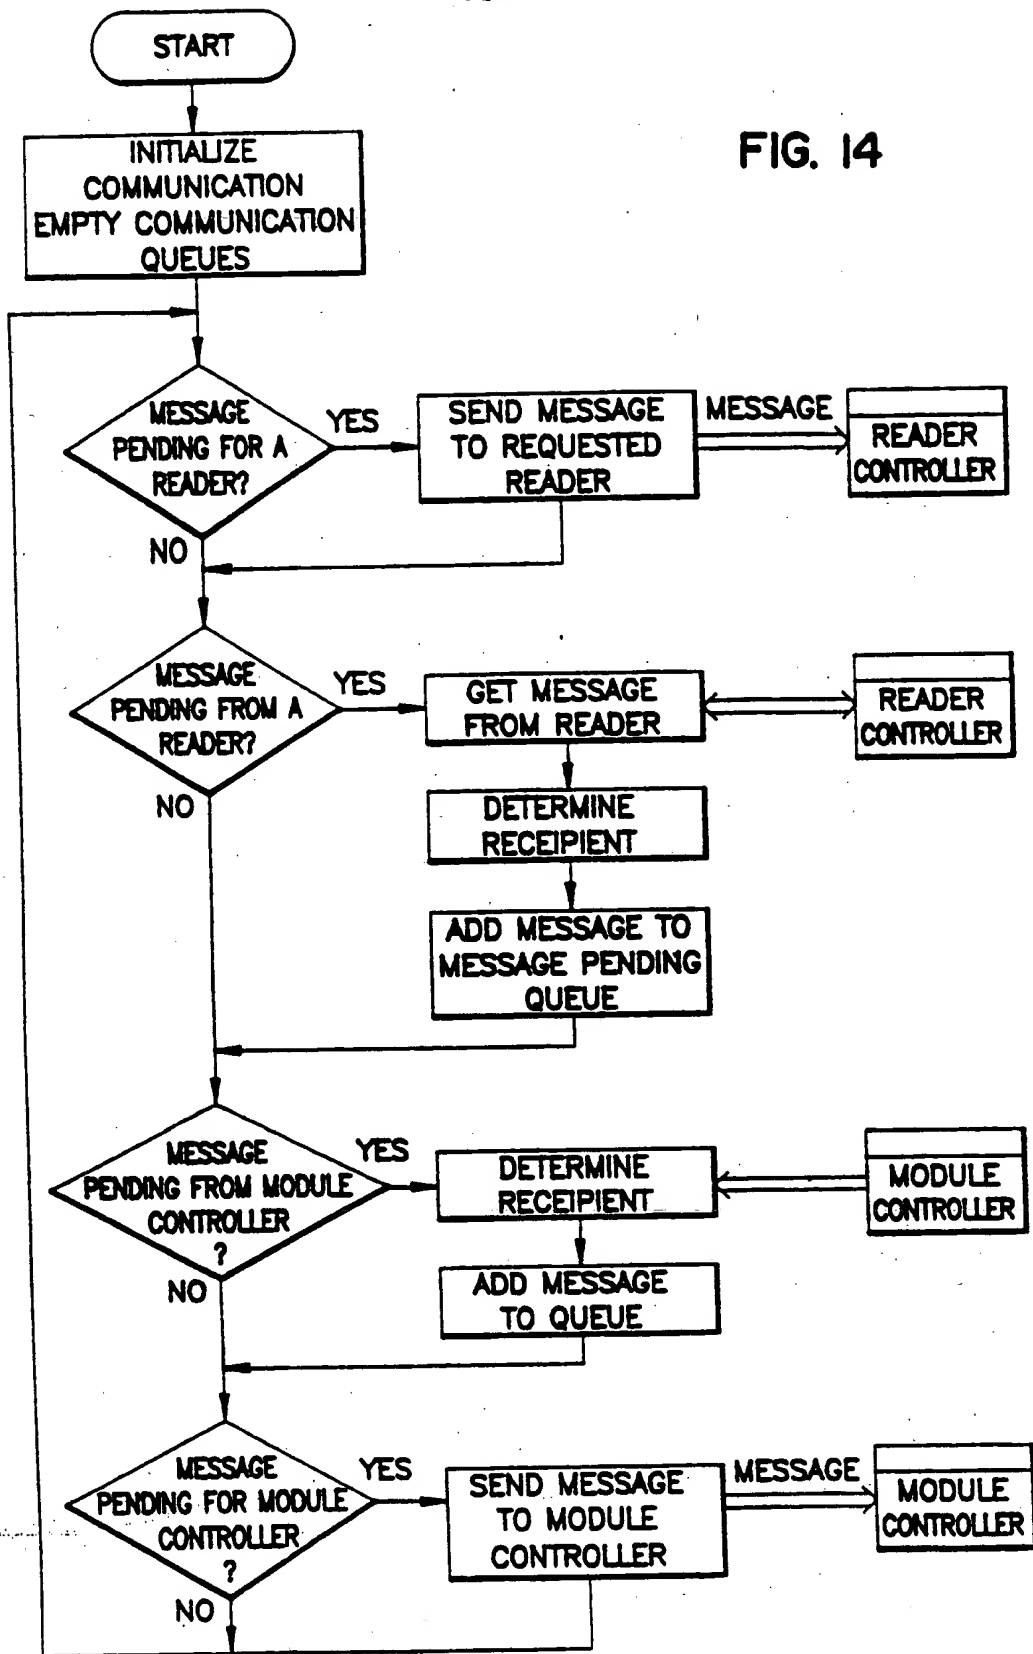 START
FIG. 14
INITIALIZE
COMMUNICATION
EMPTY COMMUNICATION
QUEUES
MESSAGE
PENDING FOR A
READER?
YES
NO
SEND MESSAGE
TO REQUESTED
READER
MESSAGE
READER
CONTROLLER
MESSAGE
PENDING FROM A
READER?
YES
NO
GET MESSAGE
FROM READER
READER
CONTROLLER
DETERMINE
RECEIPIENT
ADD MESSAGE TO
MESSAGE PENDING
QUEUE
MESSAGE
PENDING FROM MODULE
CONTROLLER
?
YES
NO
DETERMINE
RECEIPIENT
MODULE
CONTROLLER
ADD MESSAGE
TO QUEUE
MESSAGE
PENDING FOR MODULE
CONTROLLER
?
YES
NO
SEND MESSAGE
TO MODULE
CONTROLLER
MESSAGE
MODULE
CONTROLLER